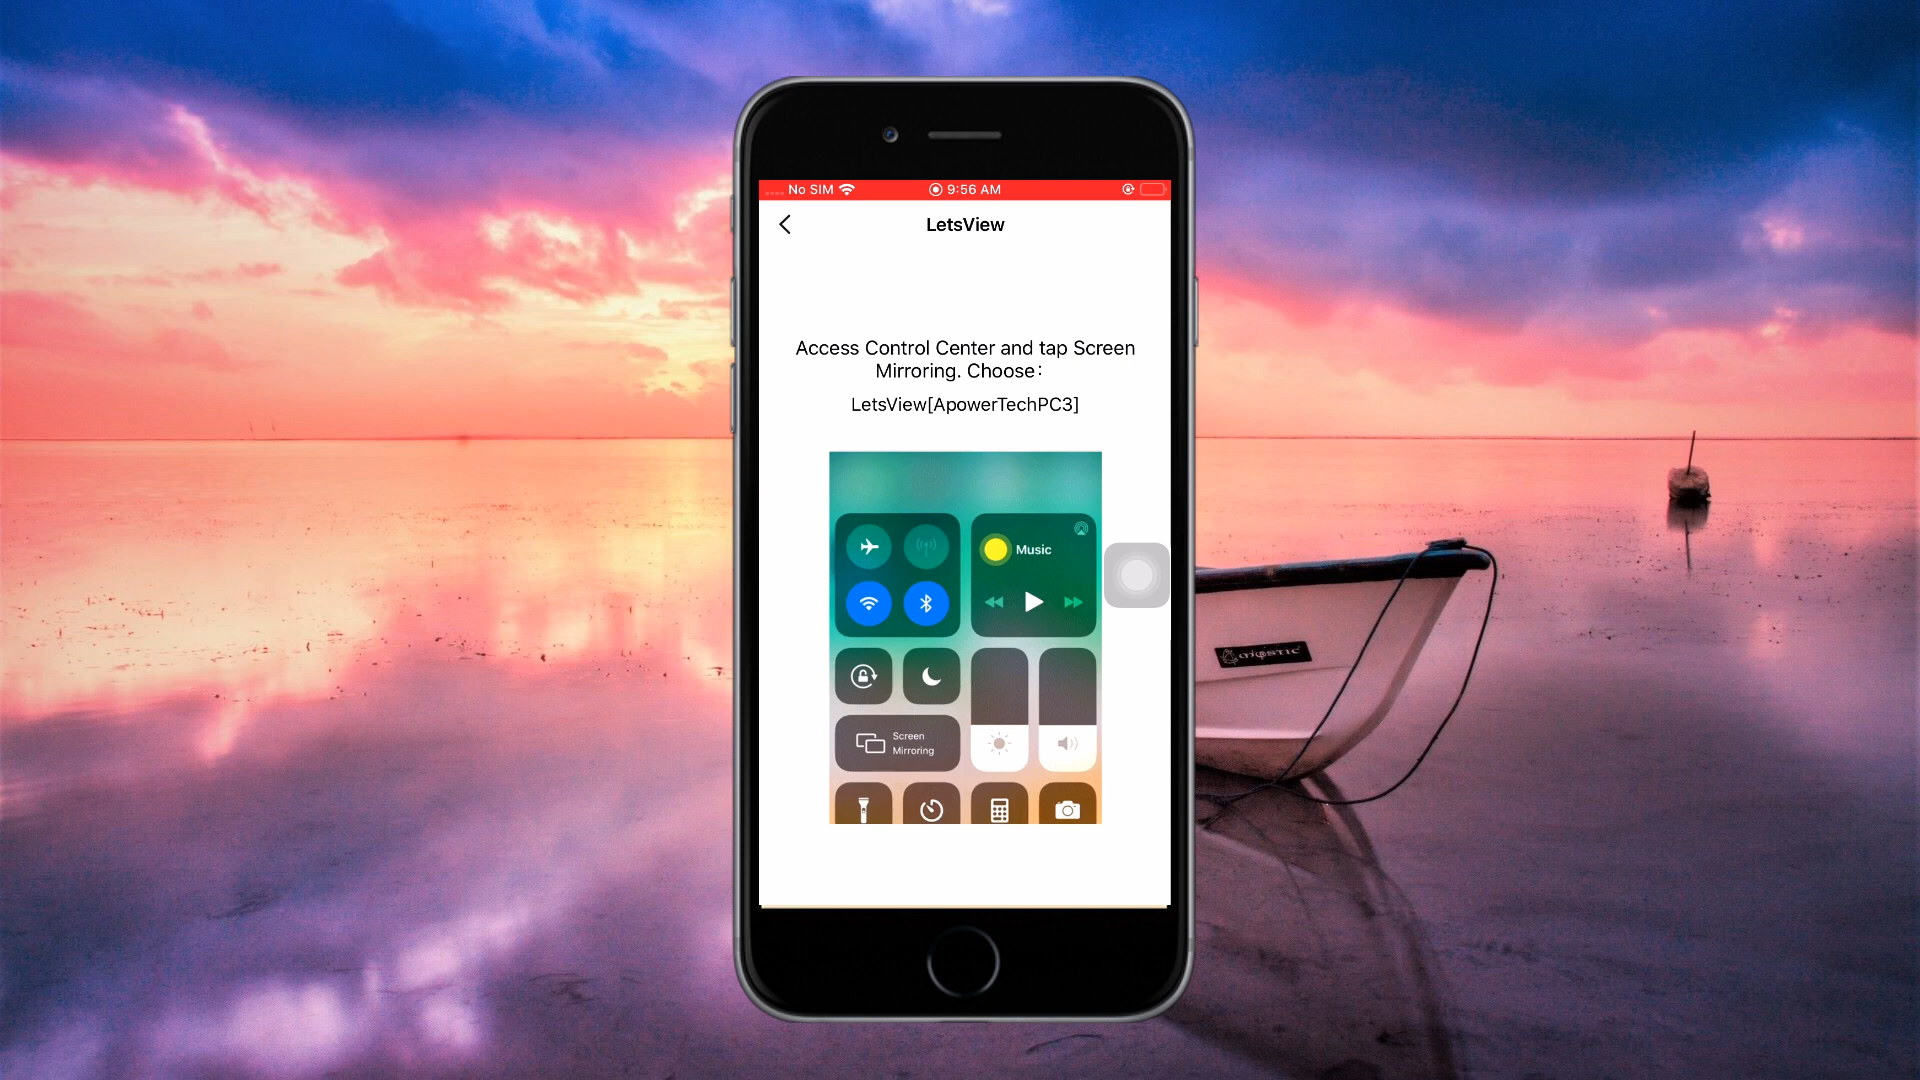 No SIM 9:56 AM
LetsView
Access Control Center and tap Screen
Mirroring. Choose:
LetsView[ApowerTechPC3]
Music
Screen
Mirroring